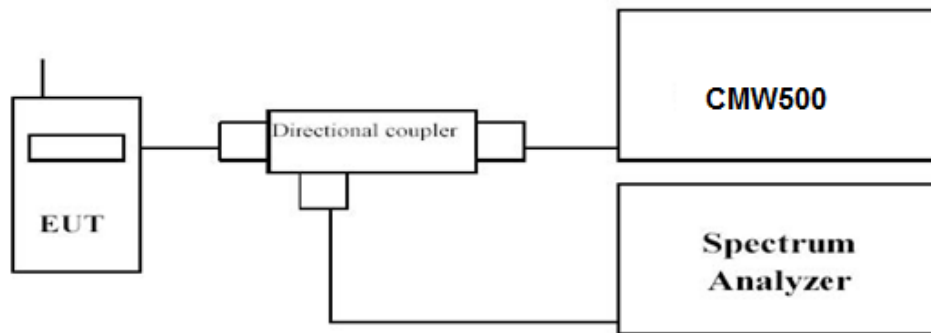 CMW500
Directional coupler
EUT
Spectrum
Analyzer